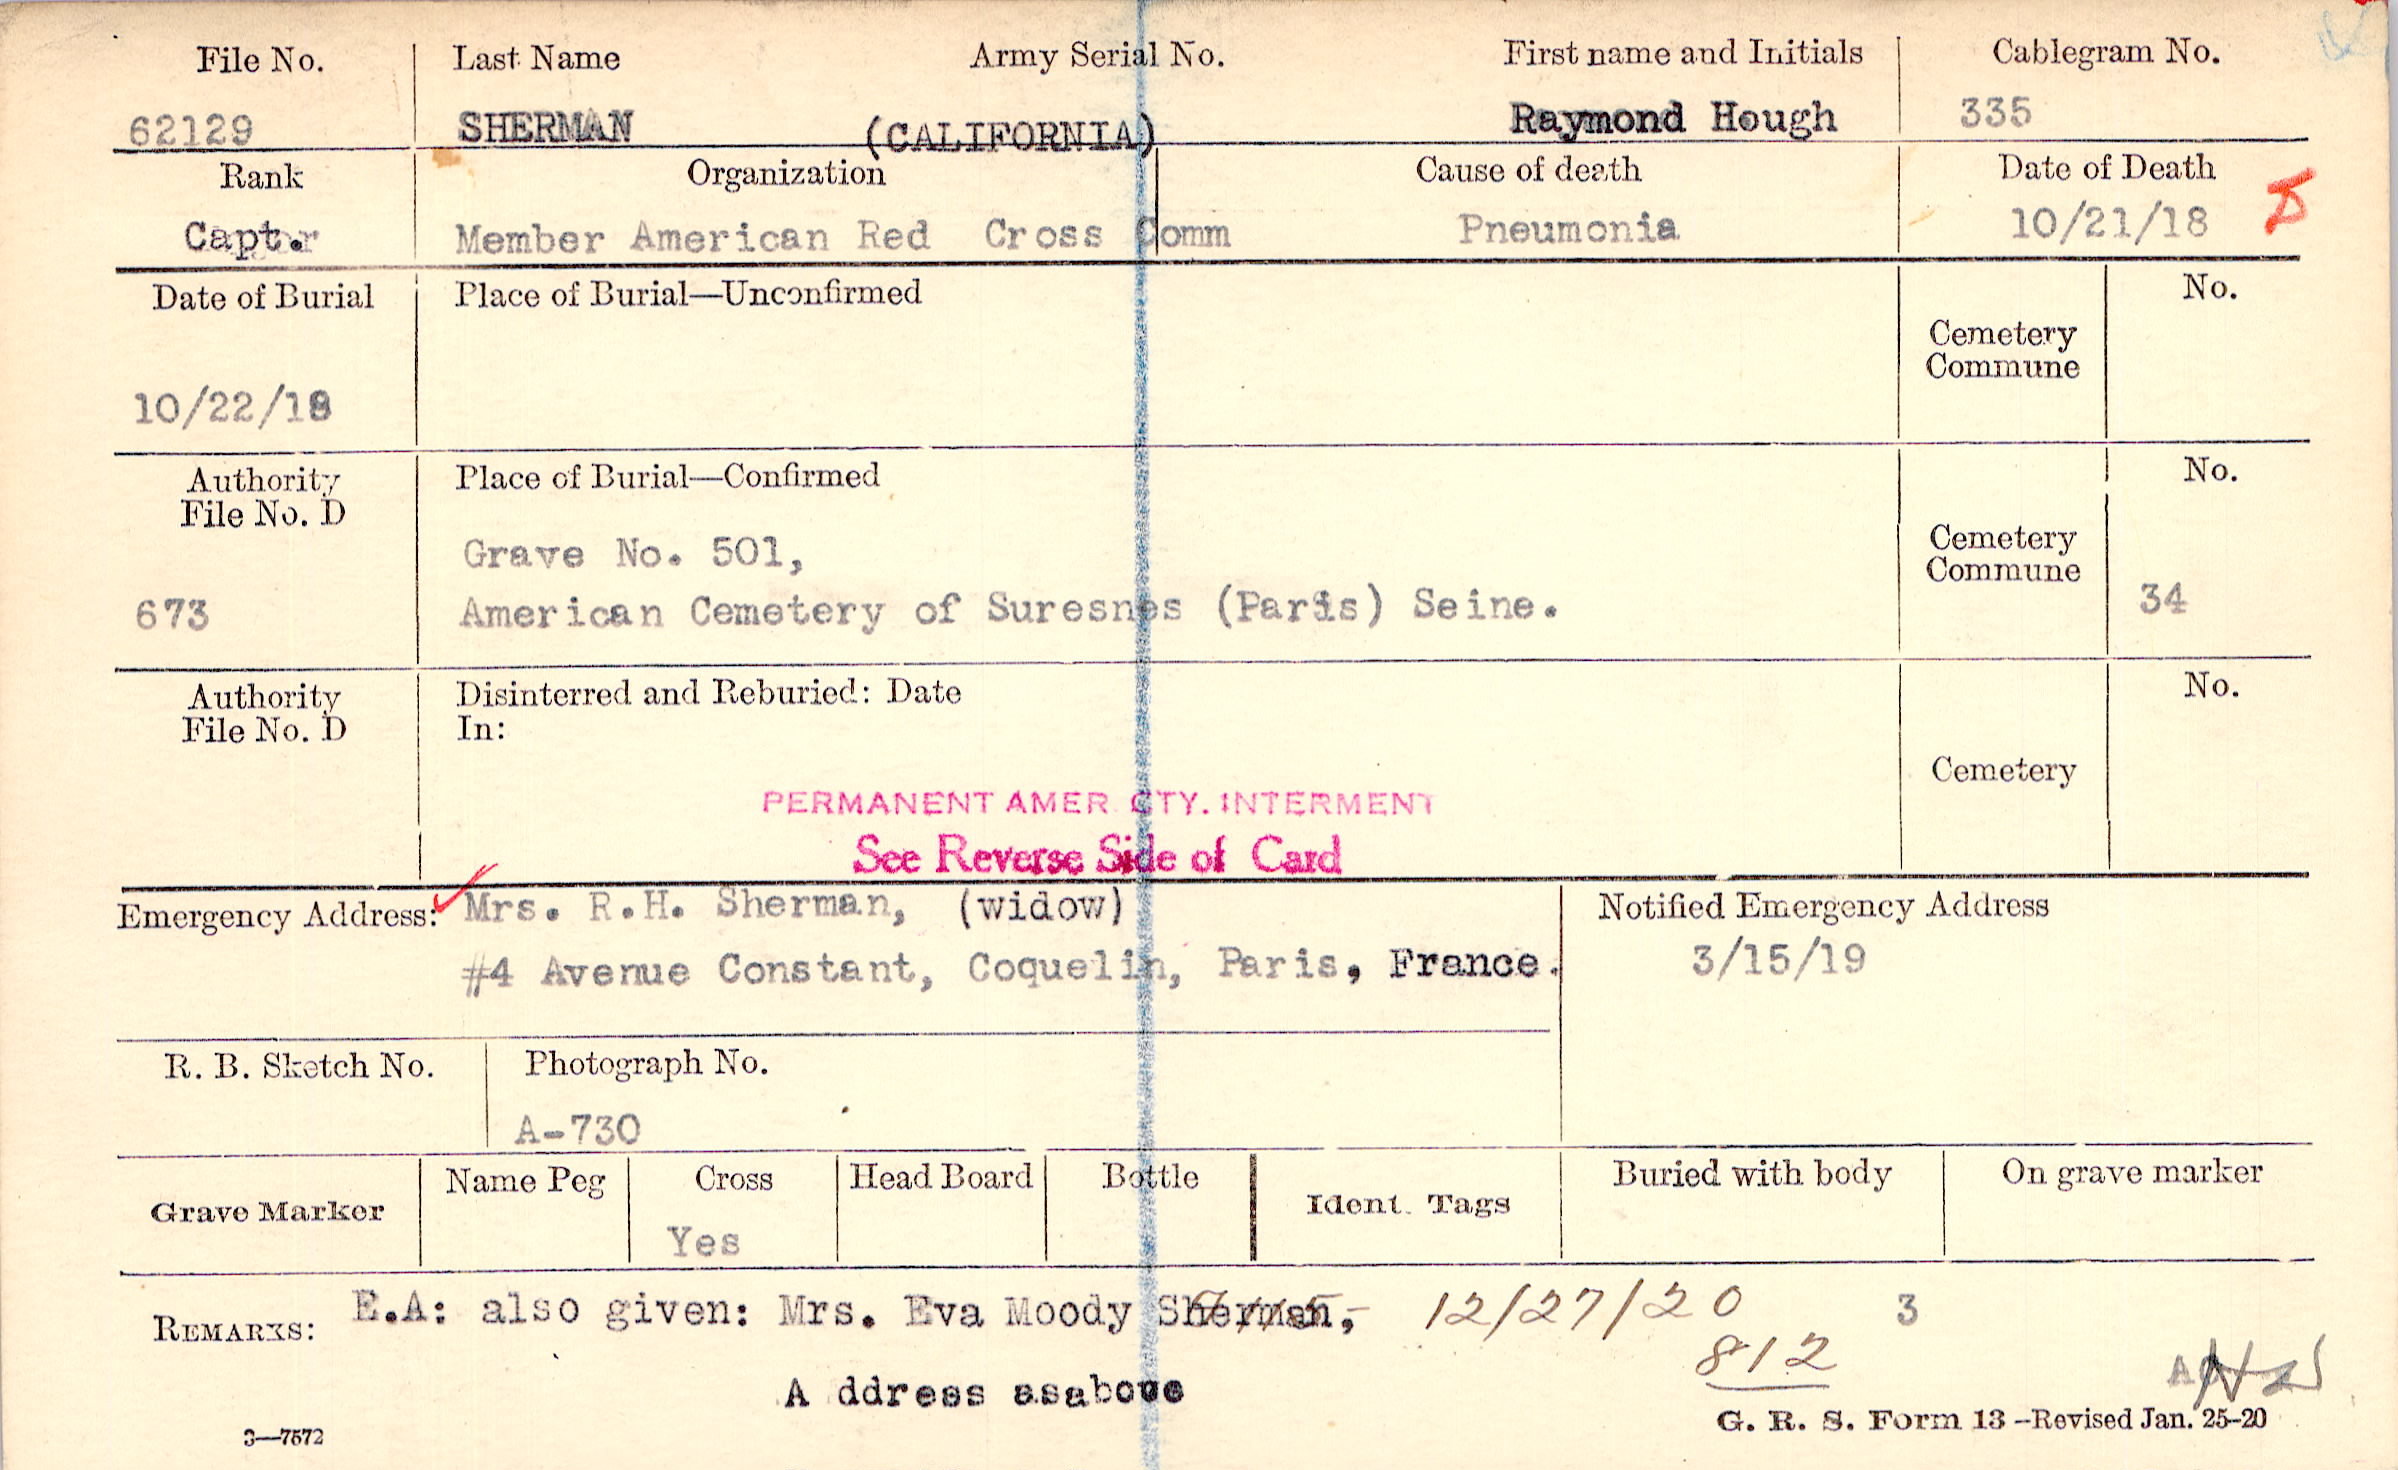 File No. Last Name Army Serial No. First name and Initials Cablegram No.
62129 SHERMAN (CALIFORNIA) Raymond Hough 335
Rank Organization Cause of death Date of Death
Capt. Member American Red Cross Comm Pneumonia 10/21/18
Date of Burial Place of Burial—Unconfirmed No.
Cemetery
Commune
10/22/18
Authority Place of Burial—Confirmed No.
File No. D
Grave No. 501, Cemetery
Commune
673 American Cemetery of Suresnes (Paris) Seine. 34
Authority Disinterred and Reburied: Date No.
File No. D In:
Cemetery
PERMANENT AMER. CTY. INTERMENT
See Reverse Side of Card
Emergency Address: Mrs. R.H. Sherman, (widow) Notified Emergency Address
#4 Avenue Constant, Coquelin, Paris, France. 3/15/19
R. B. Sketch No. Photograph No.
A-730
Grave Marker Name Peg Cross Head Board Bottle Ident. Tags Buried with body On grave marker
Yes
REMARKS: E.A: also given: Mrs. Eva Moody Sherman, 12/27/20 3
812
A ddress asabove
G. R. S. Form 13—Revised Jan. 25-20
3—7572